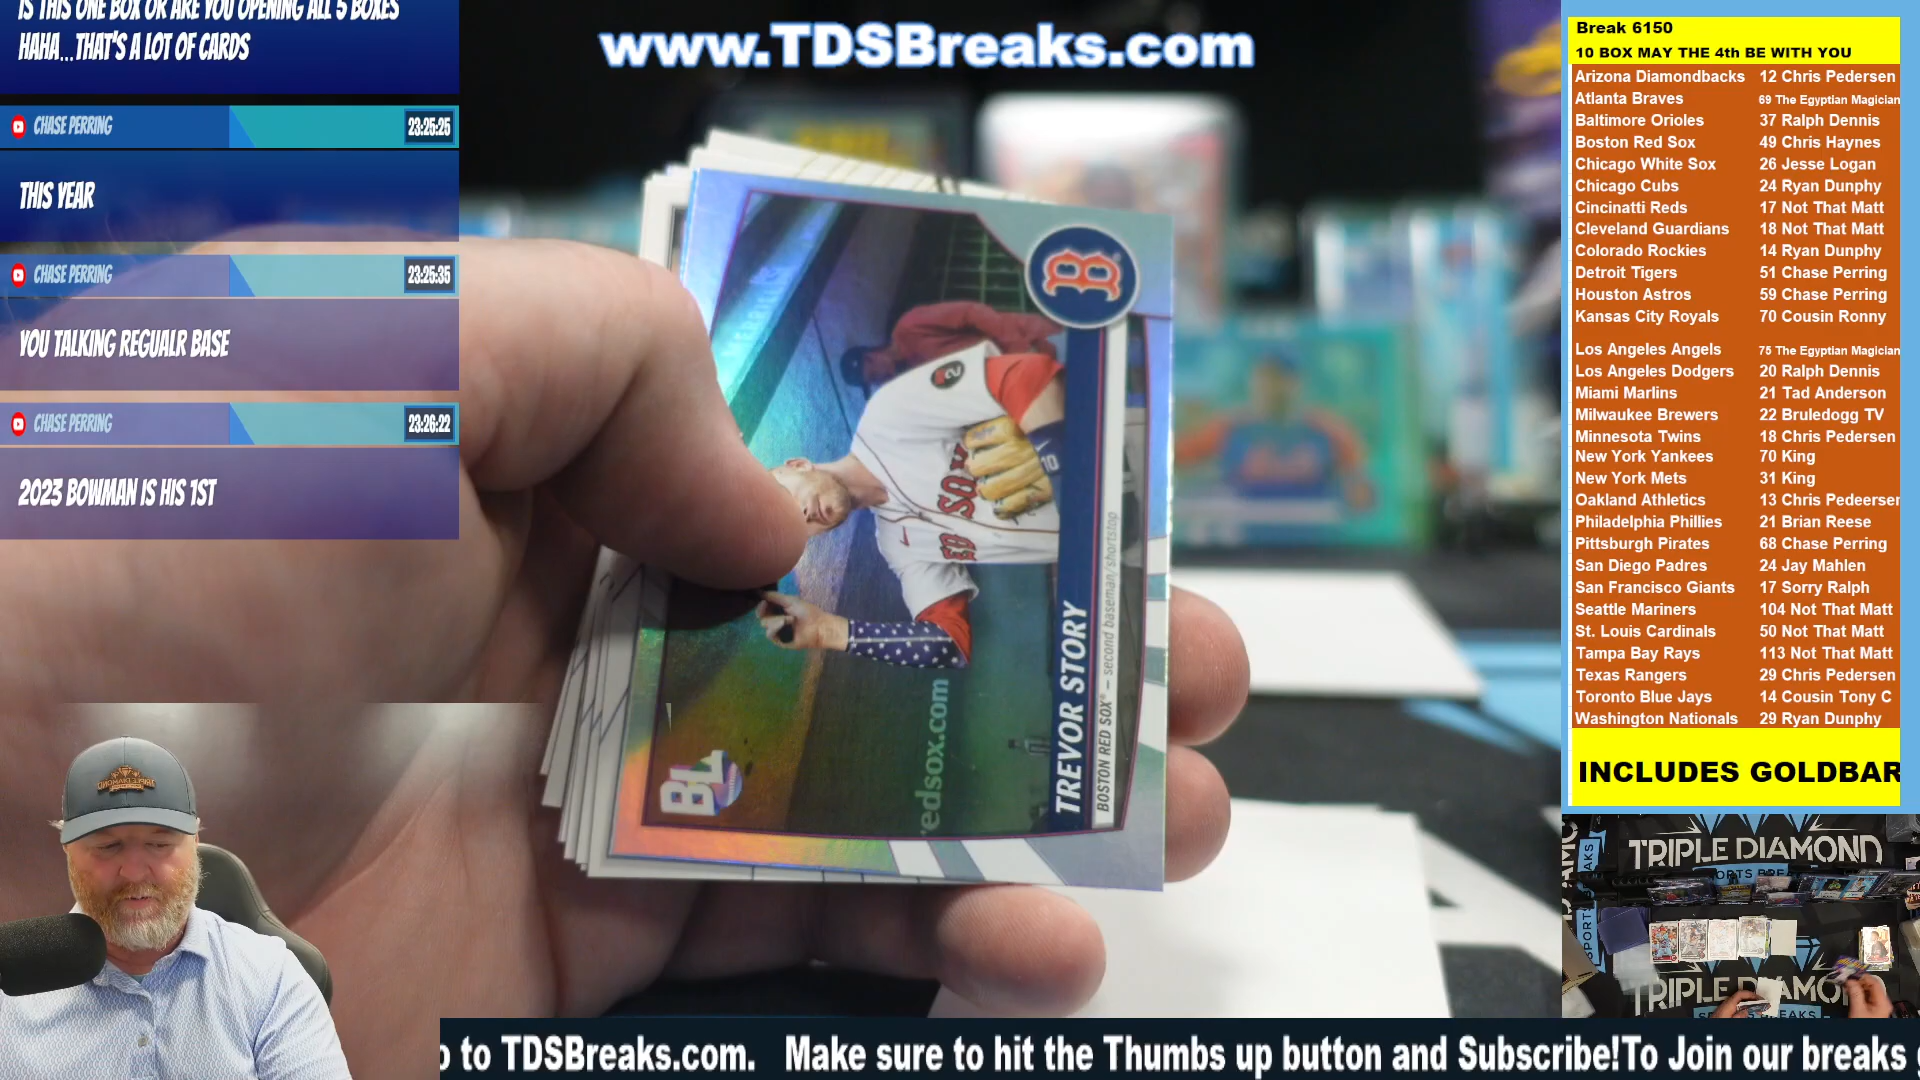 IS THIS ONE BOX OR ARE YOU OPENING ALL 5 BOXES
HAHA...THAT'S A LOT OF CARDS
CHASE PERRING 23:25:25
THIS YEAR
CHASE PERRING 23:25:35
YOU TALKING REGUALR BASE
CHASE PERRING 23:26:22
2023 BOWMAN IS HIS 1ST
www.TDSBreaks.com
B
2
RED SOX
10
edsox.com
TREVOR STORY
BOSTON RED SOX® – second baseman/shortstop
BL
Break 6150
10 BOX MAY THE 4th BE WITH YOU
Arizona Diamondbacks 12 Chris Pedersen
Atlanta Braves 69 The Egyptian Magician
Baltimore Orioles 37 Ralph Dennis
Boston Red Sox 49 Chris Haynes
Chicago White Sox 26 Jesse Logan
Chicago Cubs 24 Ryan Dunphy
Cincinatti Reds 17 Not That Matt
Cleveland Guardians 18 Not That Matt
Colorado Rockies 14 Ryan Dunphy
Detroit Tigers 51 Chase Perring
Houston Astros 59 Chase Perring
Kansas City Royals 70 Cousin Ronny
Los Angeles Angels 75 The Egyptian Magician
Los Angeles Dodgers 20 Ralph Dennis
Miami Marlins 21 Tad Anderson
Milwaukee Brewers 22 Bruledogg TV
Minnesota Twins 18 Chris Pedersen
New York Yankees 70 King
New York Mets 31 King
Oakland Athletics 13 Chris Pedeerser
Philadelphia Phillies 21 Brian Reese
Pittsburgh Pirates 68 Chase Perring
San Diego Padres 24 Jay Mahlen
San Francisco Giants 17 Sorry Ralph
Seattle Mariners 104 Not That Matt
St. Louis Cardinals 50 Not That Matt
Tampa Bay Rays 113 Not That Matt
Texas Rangers 29 Chris Pedersen
Toronto Blue Jays 14 Cousin Tony C
Washington Nationals 29 Ryan Dunphy
INCLUDES GOLDBAR
TRIPLE DIAMOND
TRIPLE DIAMO
to TDSBreaks.com. Make sure to hit the Thumbs up button and Subscribe!To Join our breaks